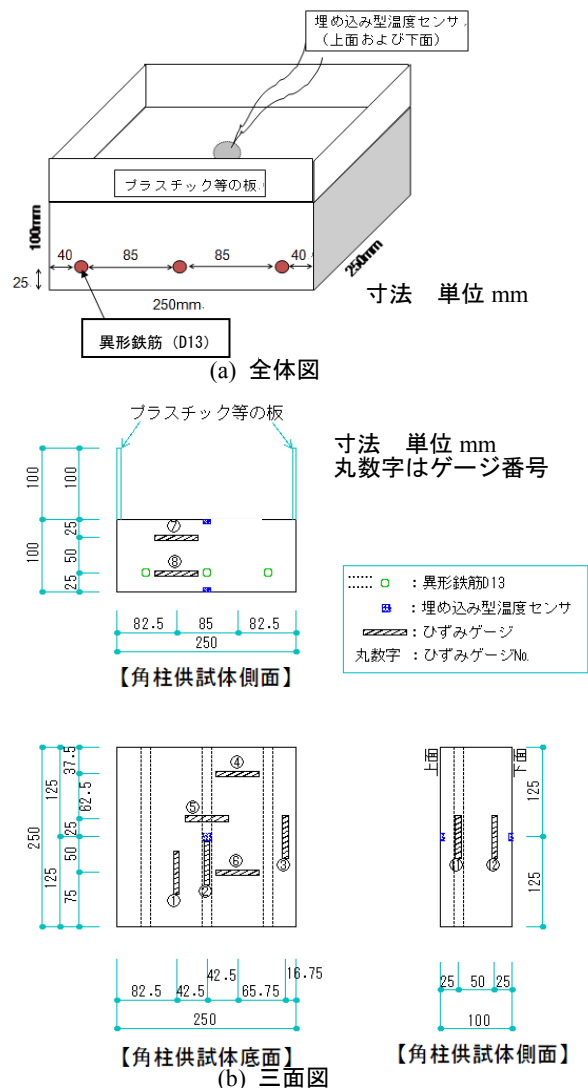 埋め込み型温度センサ
(上面および下面)
プラスチック等の板
100mm
40
85
85
40
25
250mm
250mm
寸法 単位 mm
異形鉄筋 (D13)
(a) 全体図
プラスチック等の板
寸法 単位 mm
丸数字はゲージ番号
100
100
100
25
50
25
⑦
⑧
82.5
85
82.5
250
【角柱供試体側面】
:異形鉄筋D13
:埋め込み型温度センサ
:ひずみゲージ
丸数字 :ひずみゲージNo.
250
125
125
37.5
62.5
25
50
75
④
⑤
⑥
①
②
③
82.5
42.5
42.5
65.75
16.75
250
【角柱供試体底面】
上面
下面
⑪
⑫
125
125
25
50
25
100
【角柱供試体側面】
(b) 三面図